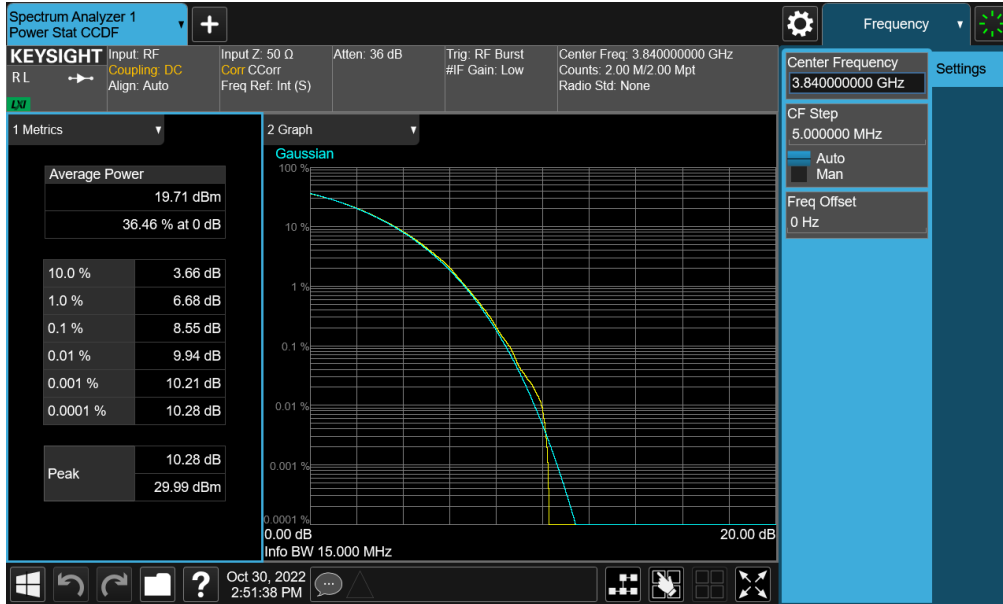 Spectrum Analyzer 1
Power Stat CCDF
Frequency
KEYSIGHT
R L
LXI
Input: RF
Coupling: DC
Align: Auto
Input Z: 50 Ω
Corr CCorr
Freq Ref: Int (S)
Atten: 36 dB
Trig: RF Burst
#IF Gain: Low
Center Freq: 3.840000000 GHz
Counts: 2.00 M/2.00 Mpt
Radio Std: None
Center Frequency
3.840000000 GHz
Settings
CF Step
5.000000 MHz
Auto
Man
Freq Offset
0 Hz
1 Metrics
Average Power
19.71 dBm
36.46 % at 0 dB
10.0 % 3.66 dB
1.0 % 6.68 dB
0.1 % 8.55 dB
0.01 % 9.94 dB
0.001 % 10.21 dB
0.0001 % 10.28 dB
Peak
10.28 dB
29.99 dBm
2 Graph
Gaussian
100 %
10 %
1 %
0.1 %
0.01 %
0.001 %
0.0001 %
0.00 dB 20.00 dB
Info BW 15.000 MHz
?
Oct 30, 2022
2:51:38 PM